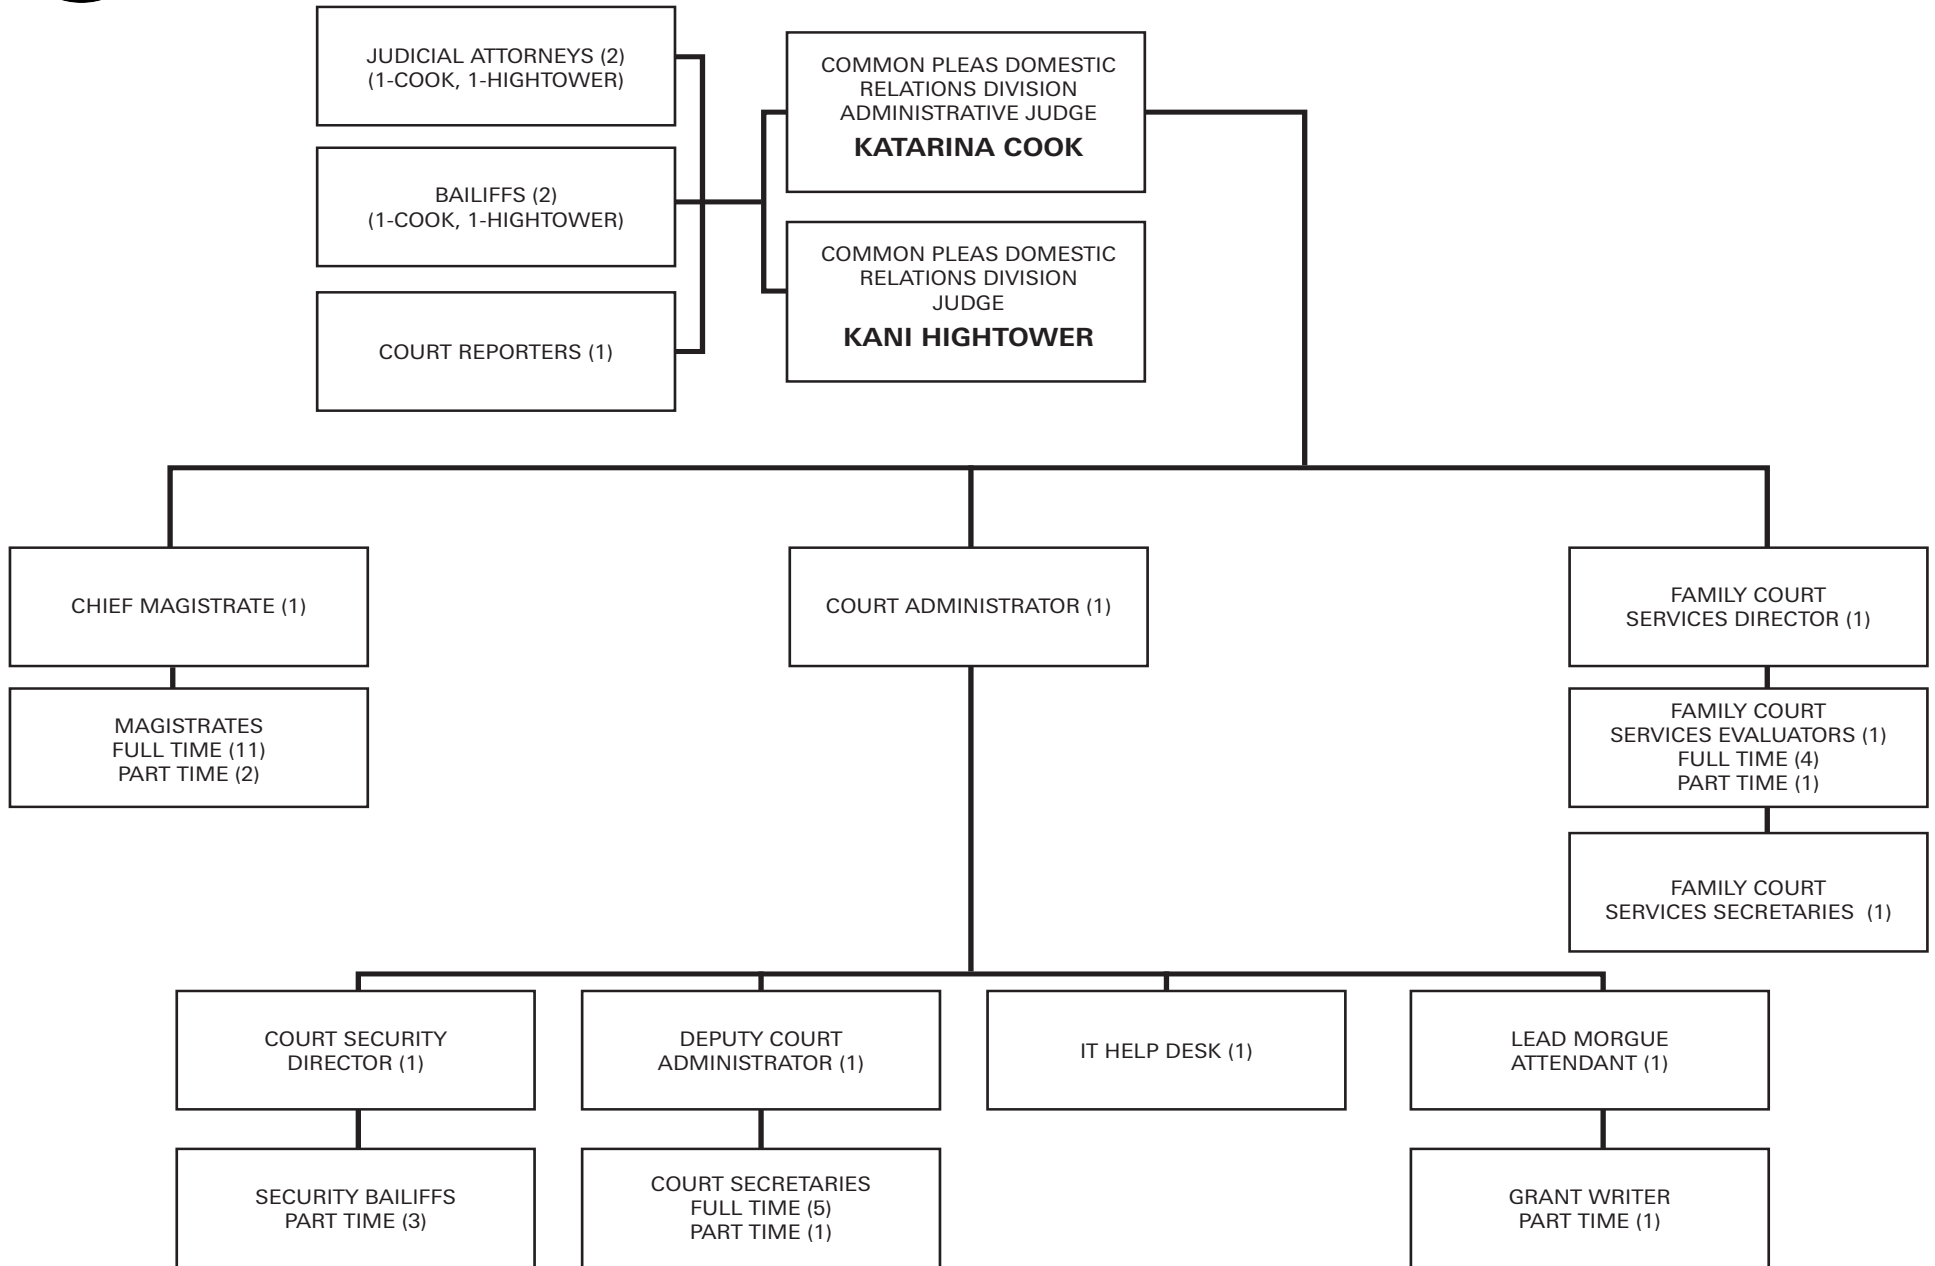 JUDICIAL ATTORNEYS (2)
(1-COOK, 1-HIGHTOWER)
BAILIFFS (2)
(1-COOK, 1-HIGHTOWER)
COURT REPORTERS (1)
COMMON PLEAS DOMESTIC
RELATIONS DIVISION
ADMINISTRATIVE JUDGE
KATARINA COOK
COMMON PLEAS DOMESTIC
RELATIONS DIVISION
JUDGE
KANI HIGHTOWER
CHIEF MAGISTRATE (1)
MAGISTRATES
FULL TIME (11)
PART TIME (2)
COURT ADMINISTRATOR (1)
FAMILY COURT
SERVICES DIRECTOR (1)
FAMILY COURT
SERVICES EVALUATORS (1)
FULL TIME (4)
PART TIME (1)
FAMILY COURT
SERVICES SECRETARIES (1)
COURT SECURITY
DIRECTOR (1)
SECURITY BAILIFFS
PART TIME (3)
DEPUTY COURT
ADMINISTRATOR (1)
COURT SECRETARIES
FULL TIME (5)
PART TIME (1)
IT HELP DESK (1)
LEAD MORGUE
ATTENDANT (1)
GRANT WRITER
PART TIME (1)